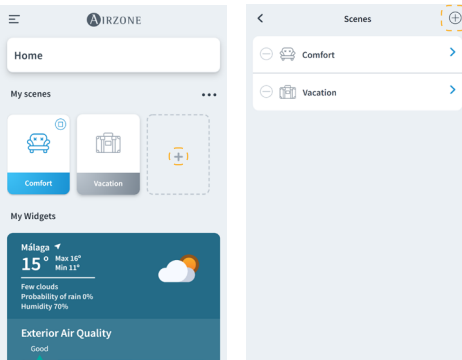 AIRZONE
Home
My scenes
Comfort
Vacation
My Widgets
Málaga
15° Max 16°
Min 11°
Few clouds
Probability of rain 0%
Humidity 70%
Exterior Air Quality
Good
Scenes
Comfort
Vacation